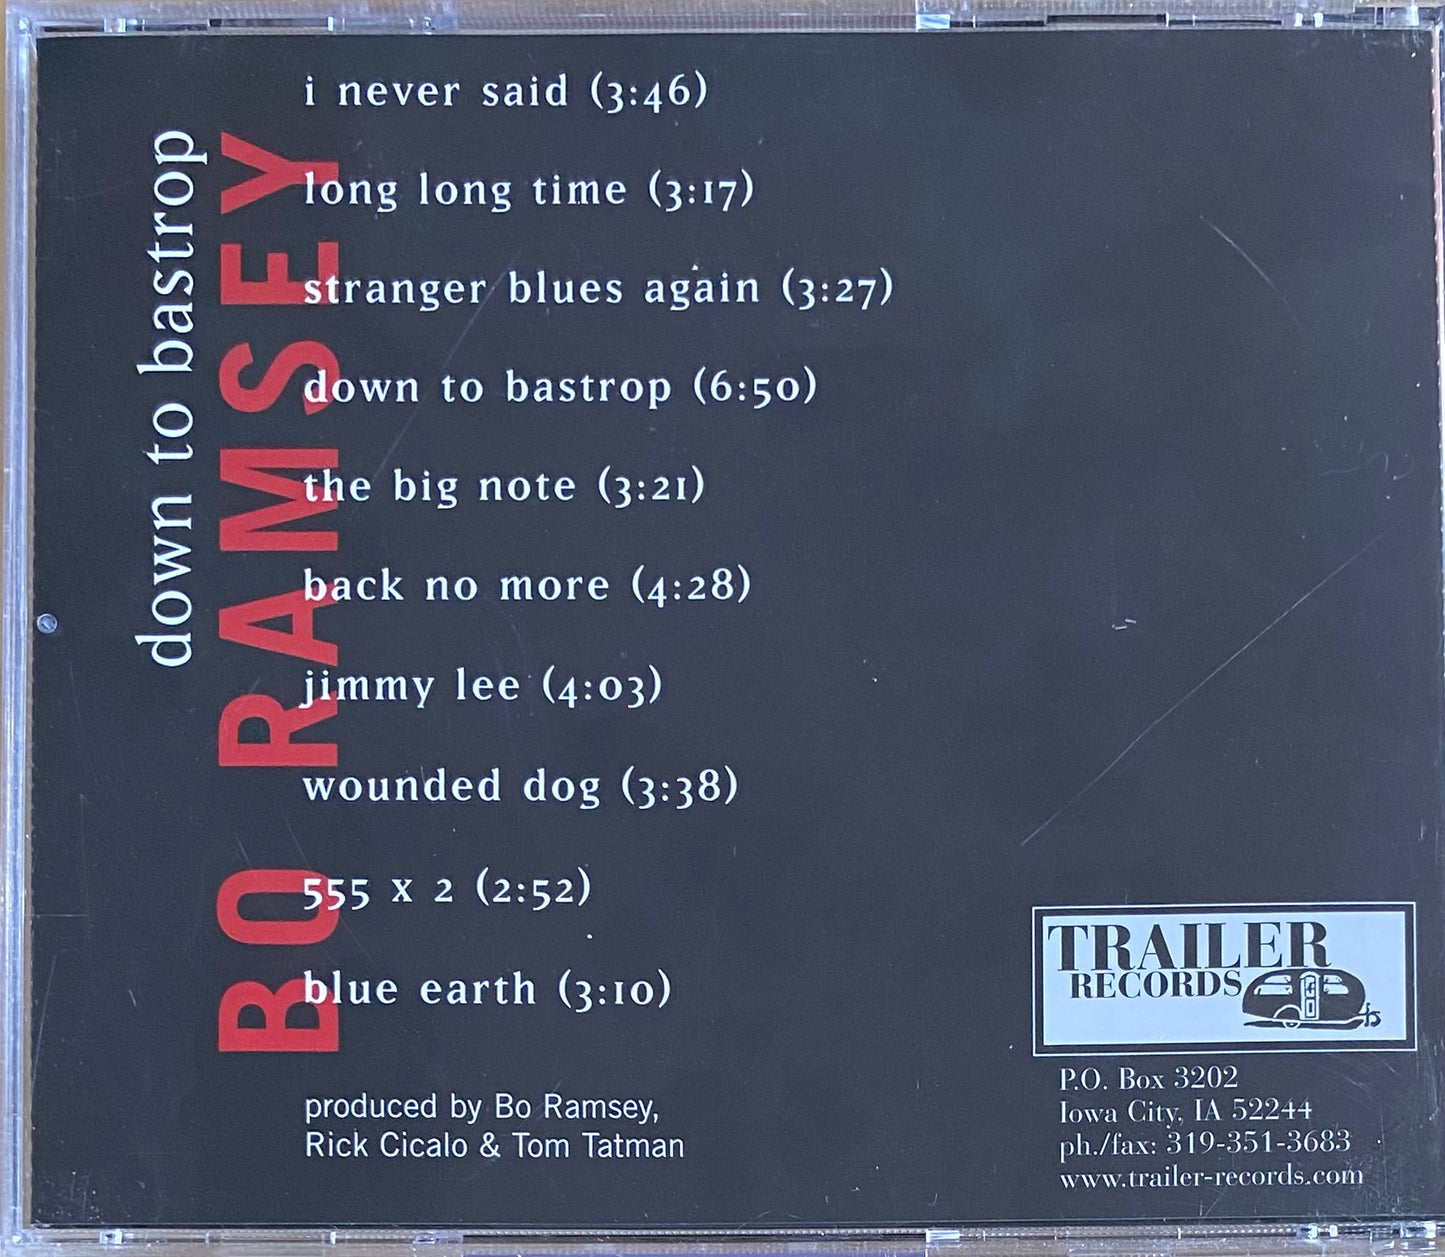 down to bastrop
BO RAMSEY
i never said (3:46)
long long time (3:17)
stranger blues again (3:27)
down to bastrop (6:50)
the big note (3:21)
back no more (4:28)
jimmy lee (4:03)
wounded dog (3:38)
555 x 2 (2:52)
blue earth (3:10)
produced by Bo Ramsey,
Rick Cicalo & Tom Tatman
TRAILER
RECORDS
P.O. Box 3202
Iowa City, IA 52244
ph./fax: 319-351-3683
www.trailer-records.com